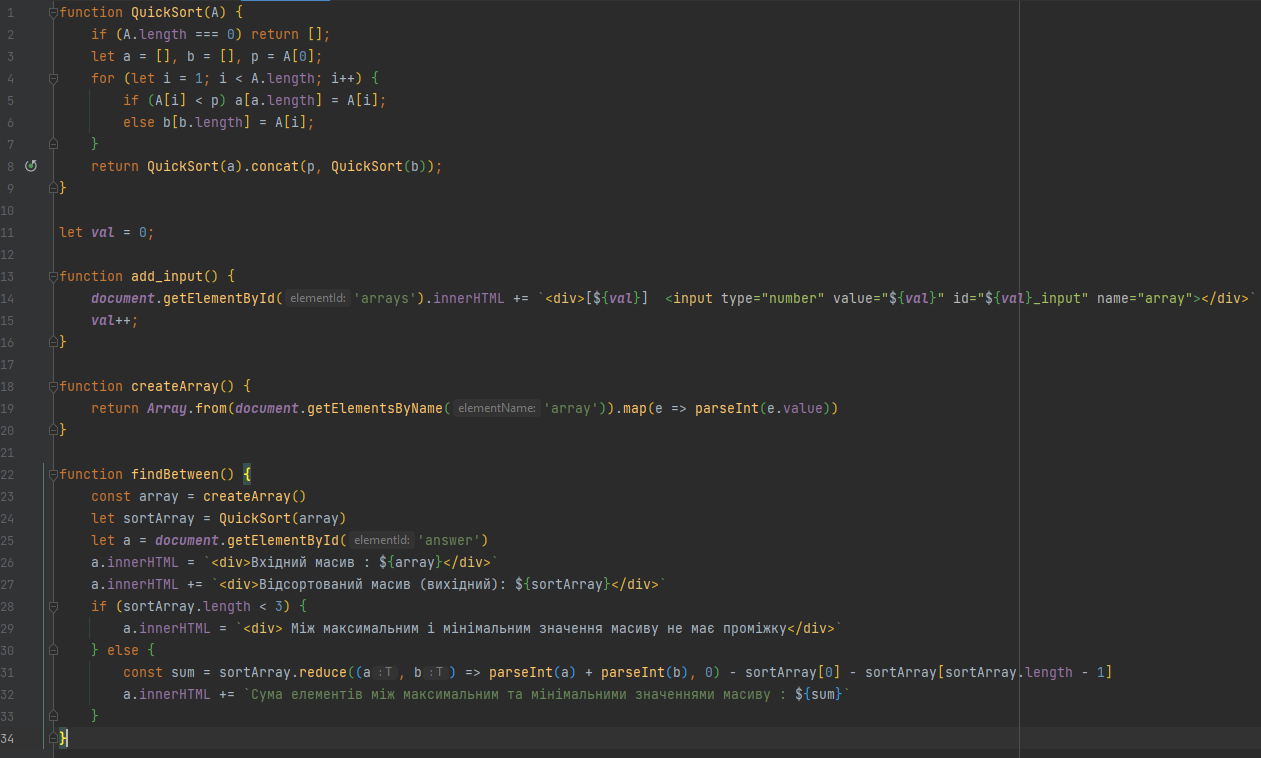 1 function QuickSort(A) {
2 if (A.length === 0) return [];
3 let a = [], b = [], p = A[0];
4 for (let i = 1; i < A.length; i++) {
5 if (A[i] < p) a[a.length] = A[i];
6 else b[b.length] = A[i];
7 }
8 return QuickSort(a).concat(p, QuickSort(b));
9 }
10
11 let val = 0;
12
13 function add_input() {
14 document.getElementById( elementId: 'arrays').innerHTML += `<div>[${val}]  <input type="number" value="${val}" id="${val}_input" name="array"></div>`
15 val++;
16 }
17
18 function createArray() {
19 return Array.from(document.getElementsByName( elementName: 'array')).map(e => parseInt(e.value))
20 }
21
22 function findBetween() {
23 const array = createArray()
24 let sortArray = QuickSort(array)
25 let a = document.getElementById( elementId: 'answer')
26 a.innerHTML = `<div>Вхідний масив : ${array}</div>`
27 a.innerHTML += `<div>Відсортований масив (вихідний): ${sortArray}</div>`
28 if (sortArray.length < 3) {
29 a.innerHTML = `<div> Між максимальним і мінімальним значення масиву не має проміжку</div>`
30 } else {
31 const sum = sortArray.reduce((a : T , b : T ) => parseInt(a) + parseInt(b), 0) - sortArray[0] - sortArray[sortArray.length - 1]
32 a.innerHTML += `Сума елементів між максимальним та мінімальними значеннями масиву : ${sum}`
33 }
34 }